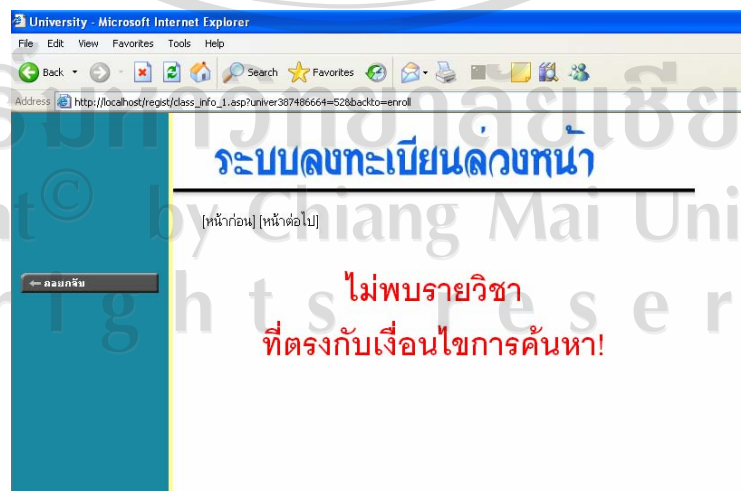 University - Microsoft Internet Explorer
File Edit View Favorites Tools Help
Back Search Favorites
Address http://localhost/regist/class_info_1.asp?univer387486664=528backto=enroll
ระบบลงทะเบียนล่วงหน้า
[หน้าก่อน] [หน้าต่อไป]
ถอยกลับ
ไม่พบรายวิชา
ที่ตรงกับเงื่อนไขการค้นหา!
by Chiang Mai Uni
rights reser